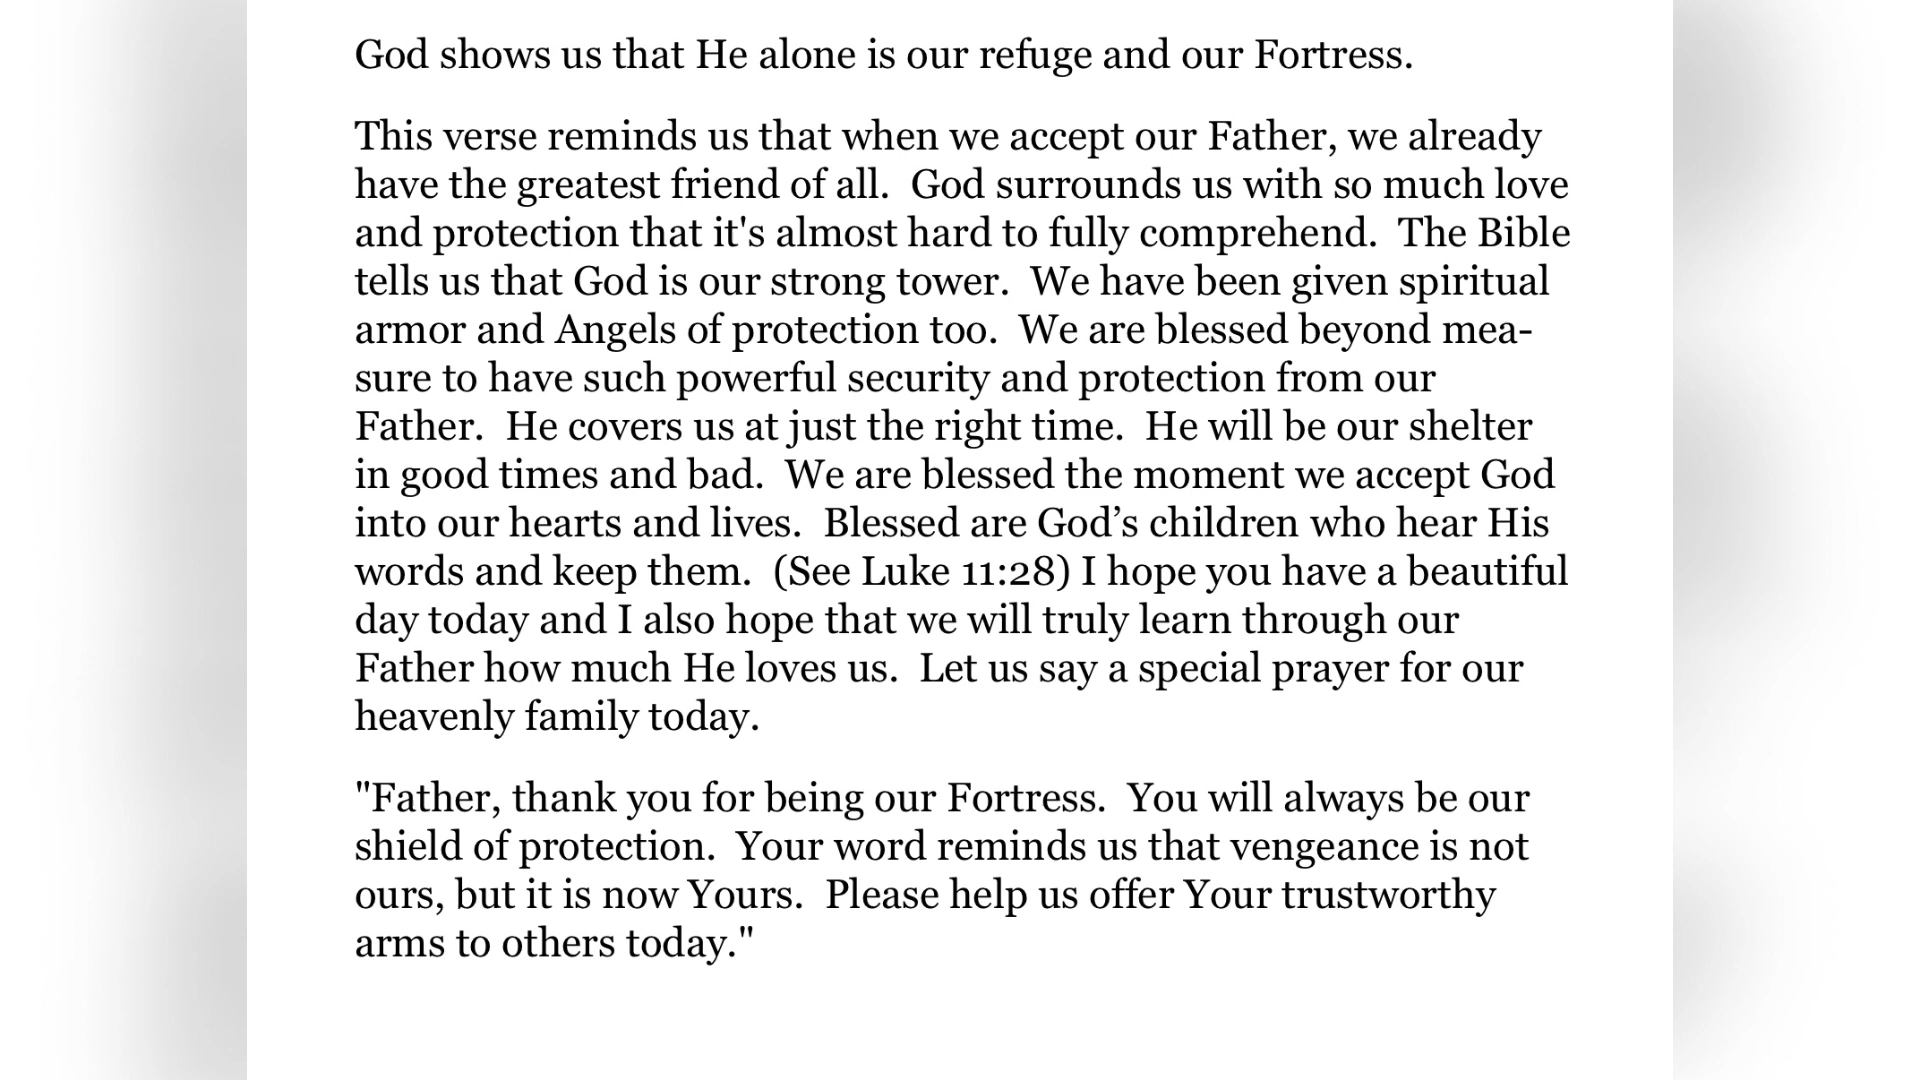 God shows us that He alone is our refuge and our Fortress.
This verse reminds us that when we accept our Father, we already
have the greatest friend of all.  God surrounds us with so much love
and protection that it's almost hard to fully comprehend.  The Bible
tells us that God is our strong tower.  We have been given spiritual
armor and Angels of protection too.  We are blessed beyond mea-
sure to have such powerful security and protection from our
Father.  He covers us at just the right time.  He will be our shelter
in good times and bad.  We are blessed the moment we accept God
into our hearts and lives.  Blessed are God’s children who hear His
words and keep them.  (See Luke 11:28) I hope you have a beautiful
day today and I also hope that we will truly learn through our
Father how much He loves us.  Let us say a special prayer for our
heavenly family today.
"Father, thank you for being our Fortress.  You will always be our
shield of protection.  Your word reminds us that vengeance is not
ours, but it is now Yours.  Please help us offer Your trustworthy
arms to others today."